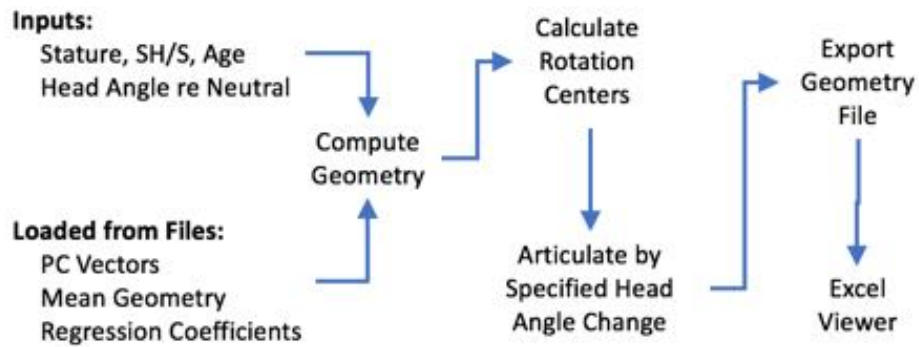 Inputs:
Stature, SH/S, Age
Head Angle re Neutral
Loaded from Files:
PC Vectors
Mean Geometry
Regression Coefficients
Compute
Geometry
Calculate
Rotation
Centers
Articulate by
Specified Head
Angle Change
Export
Geometry
File
Excel
Viewer